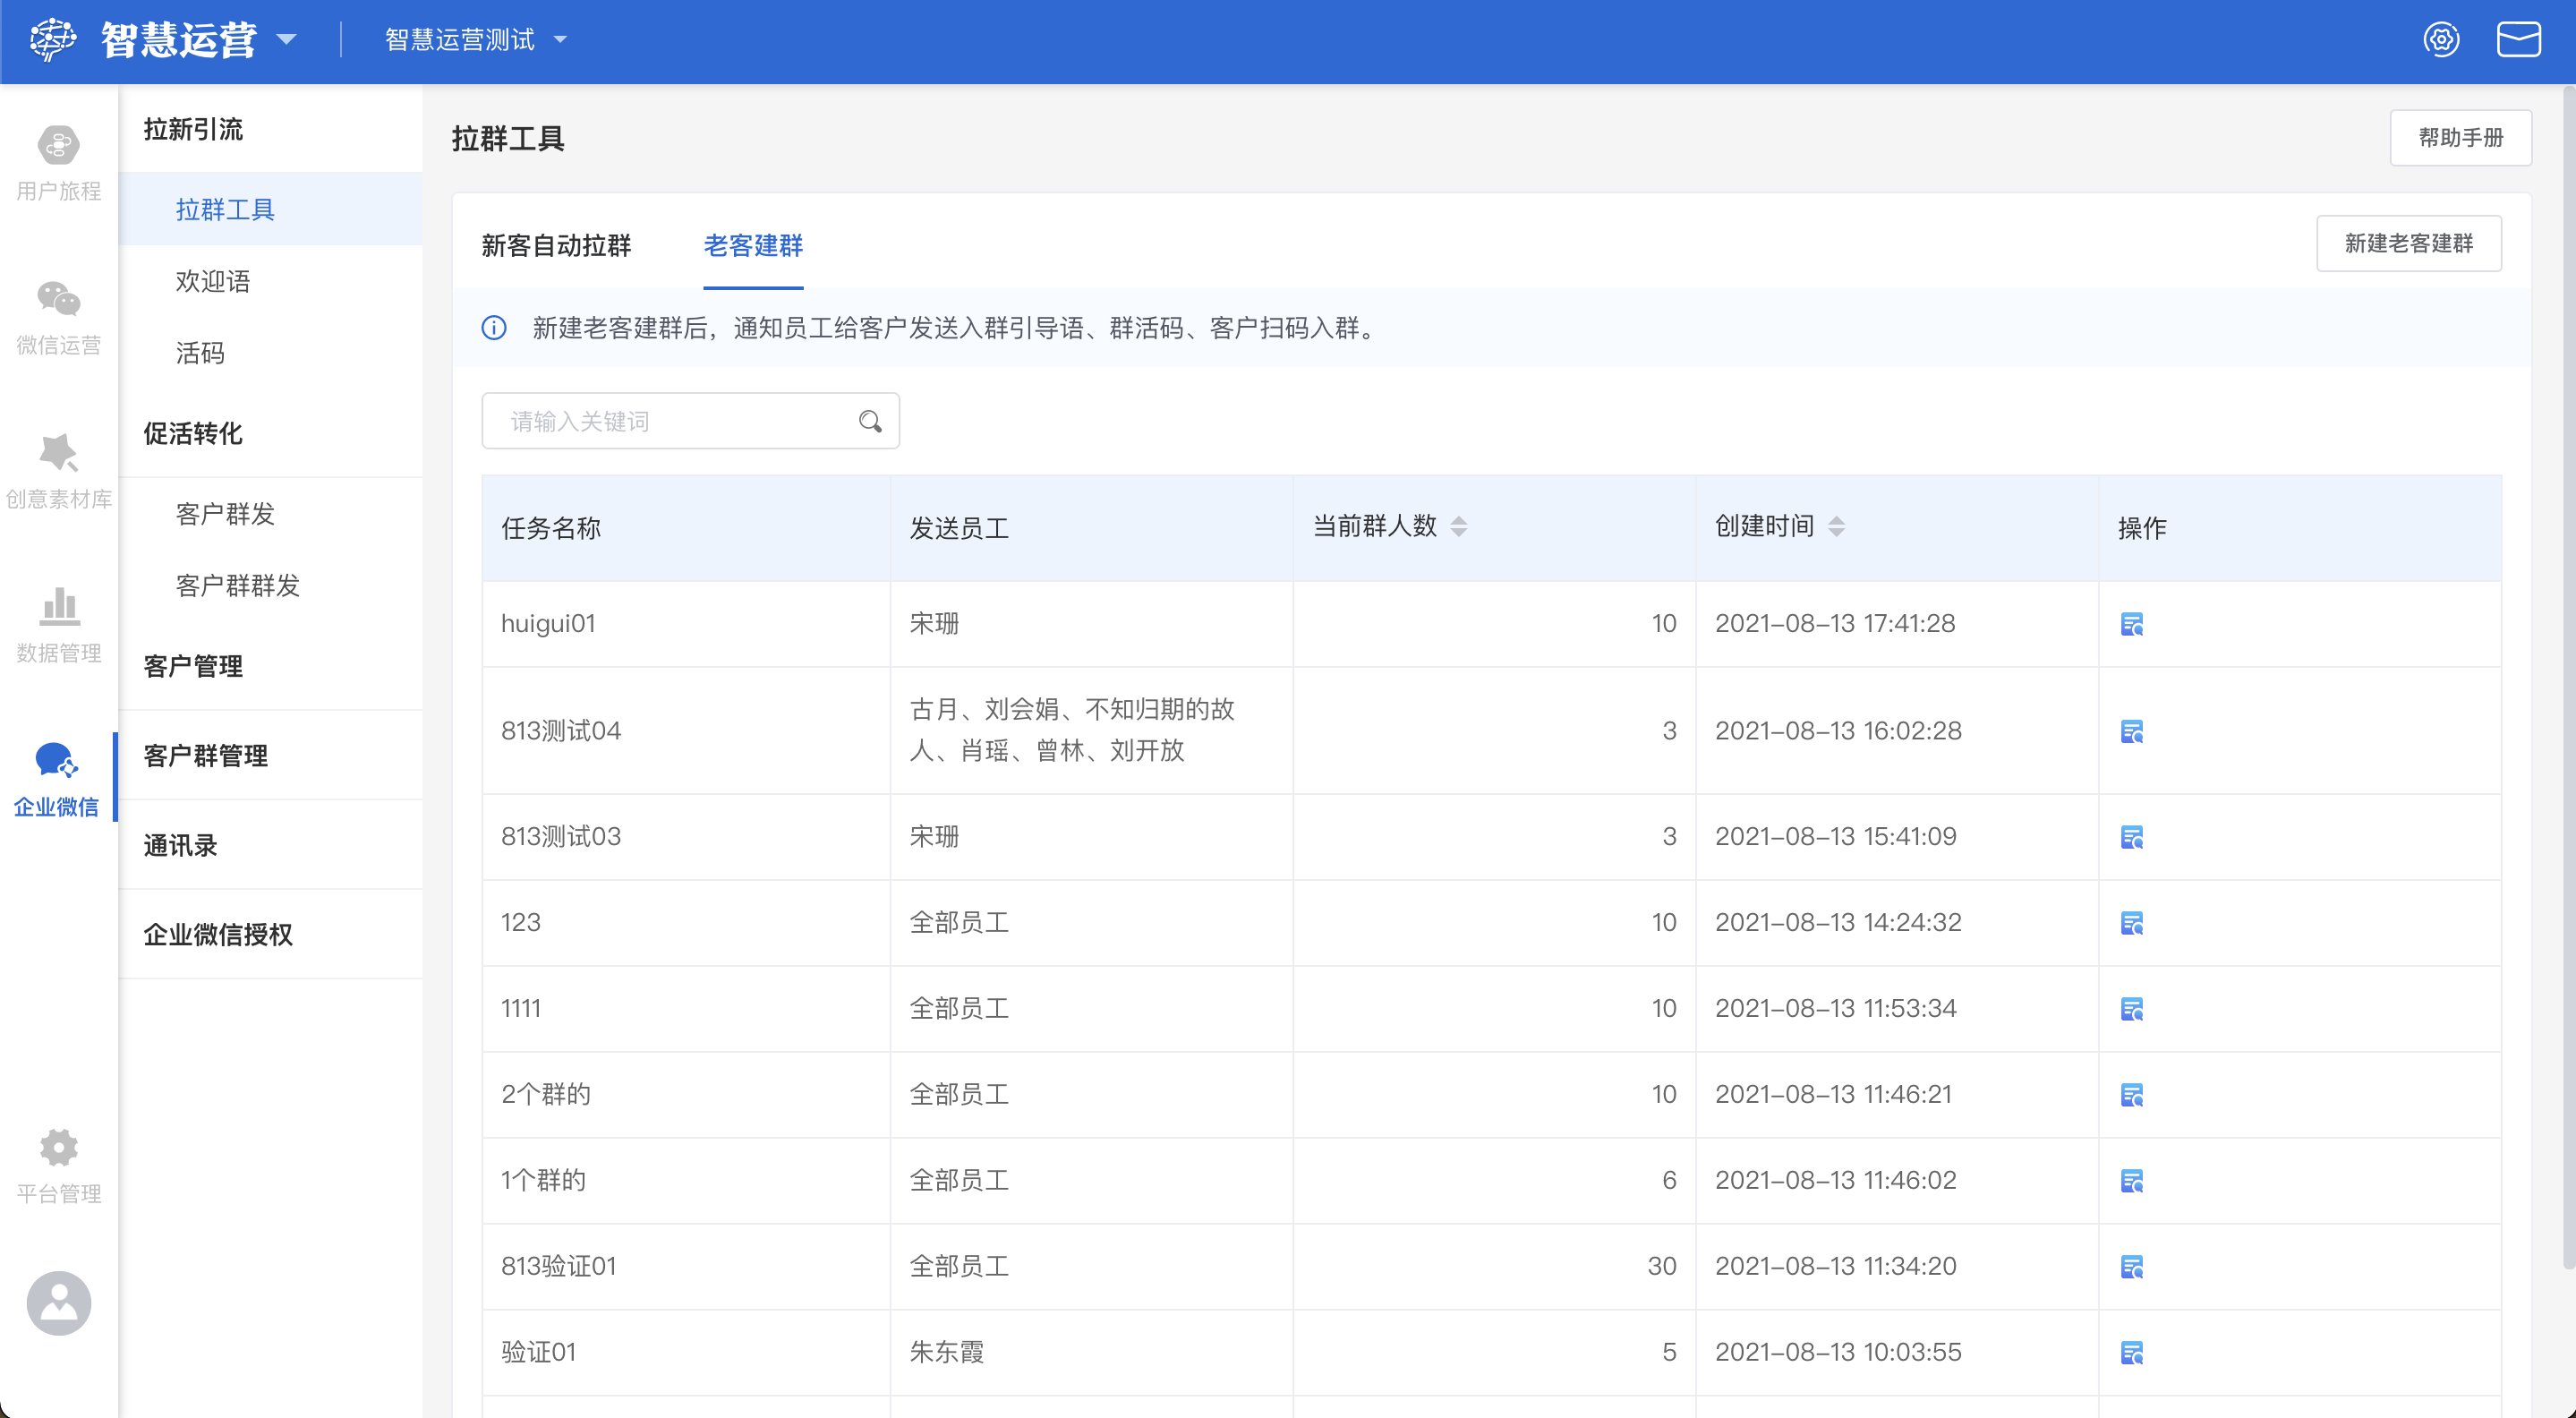 智慧运营
智慧运营测试
用户旅程
微信运营
创意素材库
数据管理
企业微信
平台管理
拉新引流
拉群工具
欢迎语
活码
促活转化
客户群发
客户群群发
客户管理
客户群管理
通讯录
企业微信授权
拉群工具
帮助手册
新客自动拉群 老客建群 新建老客建群
新建老客建群后，通知员工给客户发送入群引导语、群活码、客户扫码入群。
请输入关键词
任务名称 发送员工 当前群人数 创建时间 操作
huigui01 宋珊 10 2021-08-13 17:41:28
813测试04 古月、刘会娟、不知归期的故
人、肖瑶、曾林、刘开放 3 2021-08-13 16:02:28
813测试03 宋珊 3 2021-08-13 15:41:09
123 全部员工 10 2021-08-13 14:24:32
1111 全部员工 10 2021-08-13 11:53:34
2个群的 全部员工 10 2021-08-13 11:46:21
1个群的 全部员工 6 2021-08-13 11:46:02
813验证01 全部员工 30 2021-08-13 11:34:20
验证01 朱东霞 5 2021-08-13 10:03:55